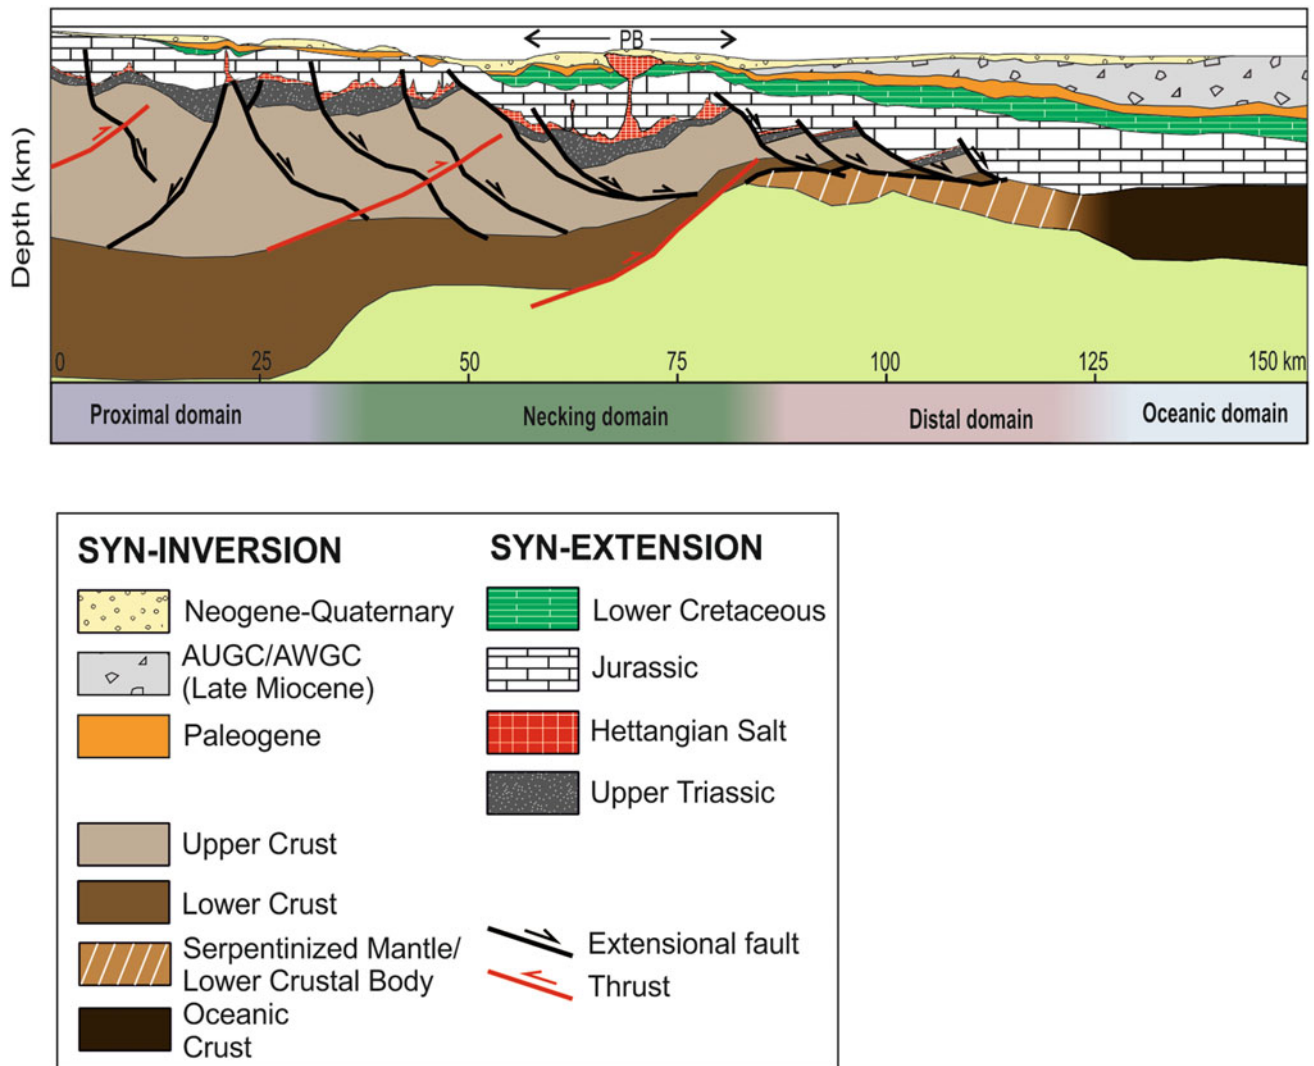 PB
Depth (km)
0 25 50 75 100 125 150 km
Proximal domain Necking domain Distal domain Oceanic domain
SYN-INVERSION
Neogene-Quaternary
AUGC/AWGC
(Late Miocene)
Paleogene
Upper Crust
Lower Crust
Serpentinized Mantle/
Lower Crustal Body
Oceanic
Crust
SYN-EXTENSION
Lower Cretaceous
Jurassic
Hettangian Salt
Upper Triassic
Extensional fault
Thrust